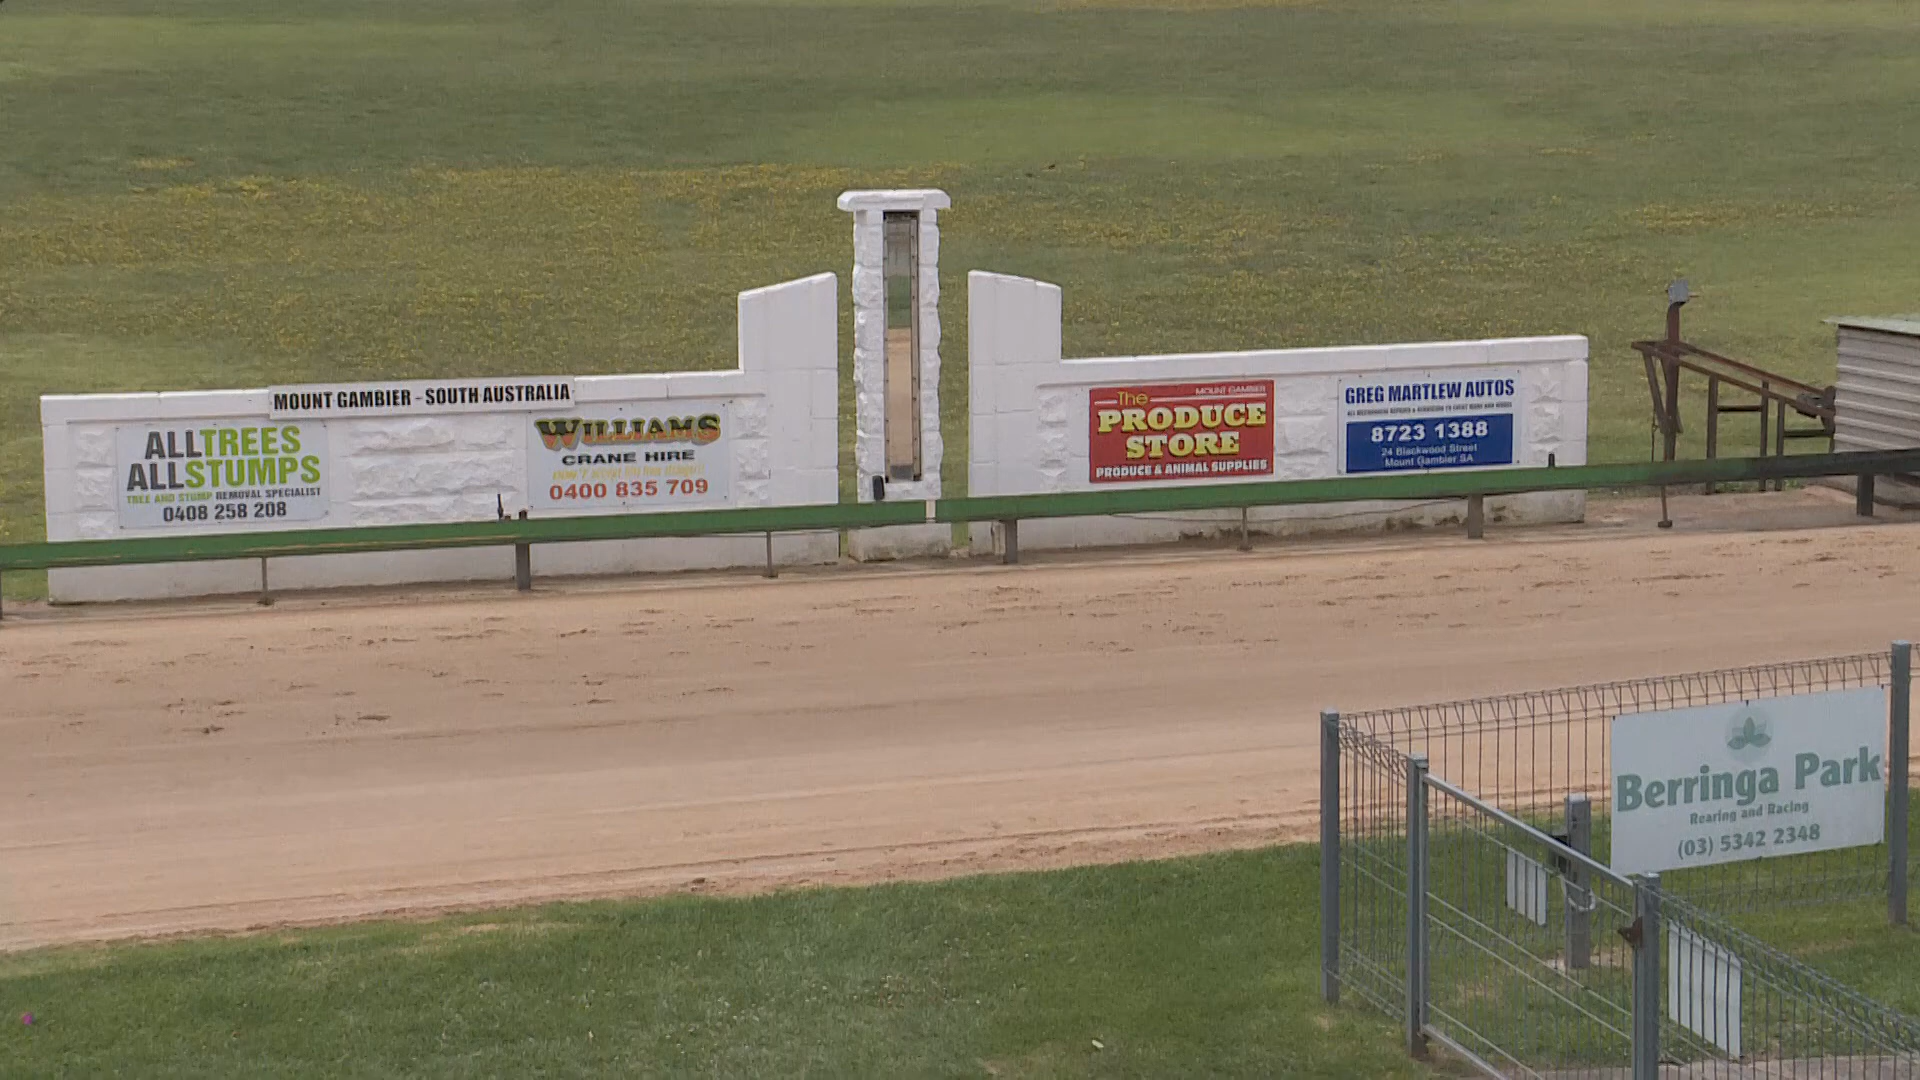 MOUNT GAMBIER - SOUTH AUSTRALIA
ALLTREES
ALLSTUMPS
TREE AND STUMP REMOVAL SPECIALIST
0408 258 208
WILLIAMS
CRANE HIRE
0400 835 709
MOUNT GAMBIER
The
PRODUCE
STORE
PRODUCE & ANIMAL SUPPLIES
GREG MARTLEW AUTOS
8723 1388
24 Blackwood Street
Mount Gambier SA
Berringa Park
Rearing and Racing
(03) 5342 2348